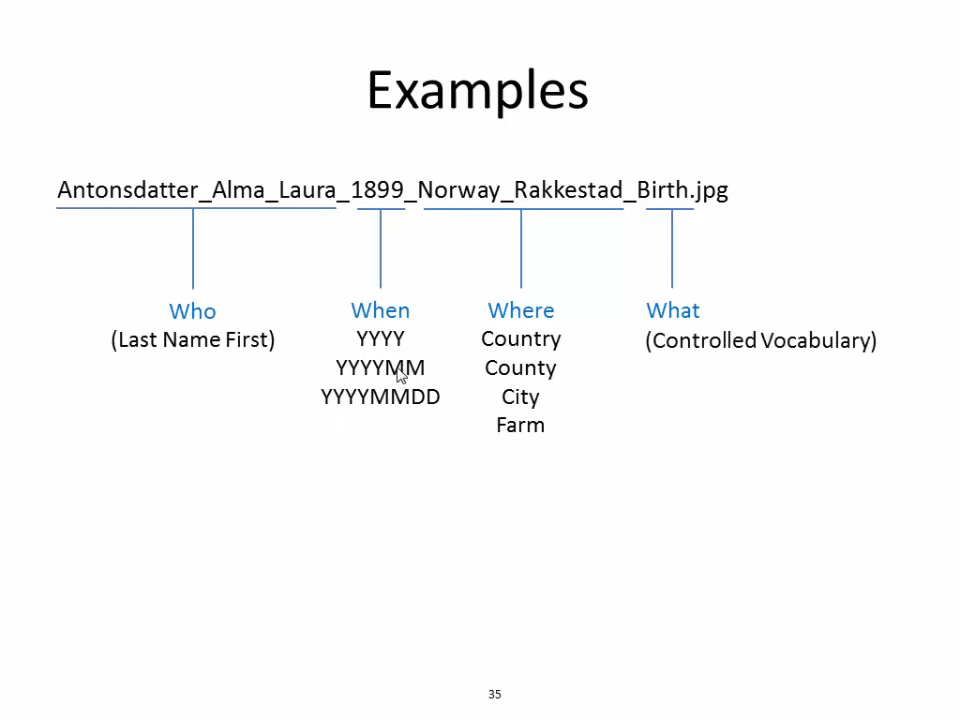 Examples
Antonsdatter_Alma_Laura_1899_Norway_Rakkestad_Birth.jpg
Who
(Last Name First)
When
YYYY
YYYYMM
YYYYMMDD
Where
Country
County
City
Farm
What
(Controlled Vocabulary)
35